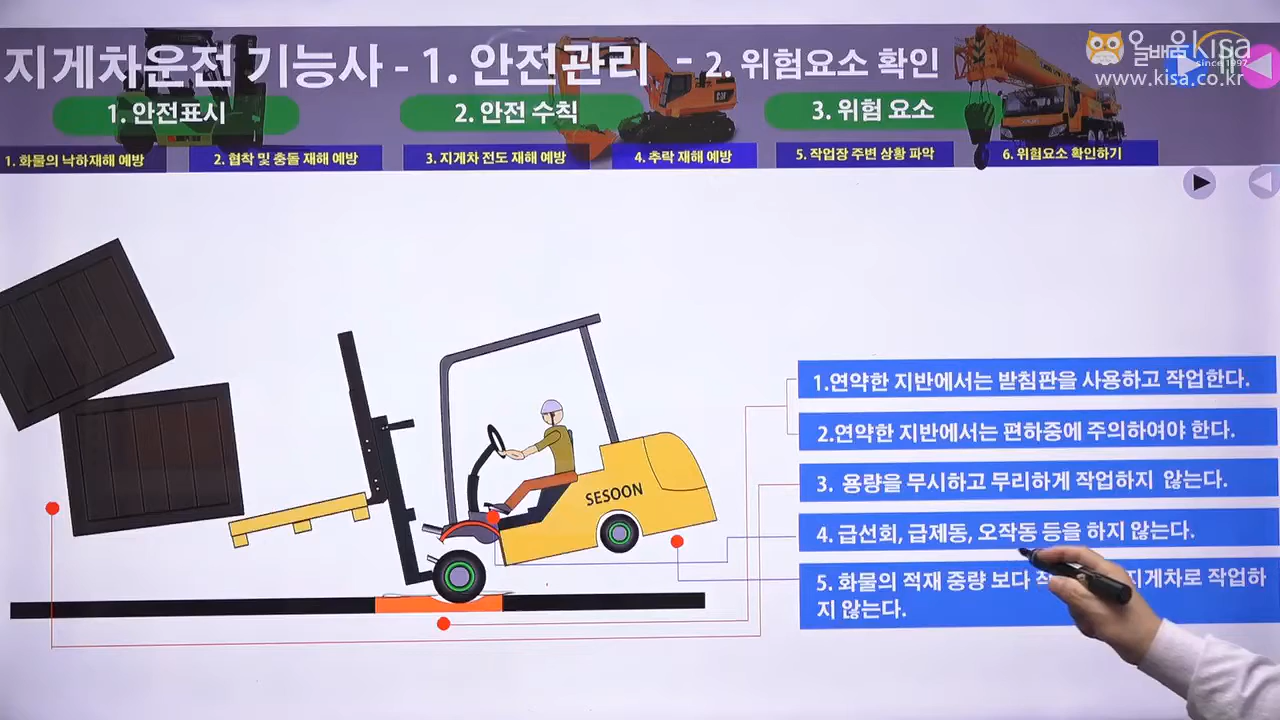 지게차운전 기능사 - 1. 안전관리 - 2. 위험요소 확인
일배움 kisa
since 1997
www.kisa.co.kr
1. 안전표시
2. 안전 수칙
3. 위험 요소
1. 화물의 낙하재해 예방
2. 협착 및 충돌 재해 예방
3. 지게차 전도 재해 예방
4. 추락 재해 예방
5. 작업장 주변 상황 파악
6. 위험요소 확인하기
SESOON
1.연약한 지반에서는 받침판을 사용하고 작업한다.
2.연약한 지반에서는 편하중에 주의하여야 한다.
3. 용량을 무시하고 무리하게 작업하지 않는다.
4. 급선회, 급제동, 오작동 등을 하지 않는다.
5. 화물의 적재 중량 보다 지게차로 작업하
지 않는다.